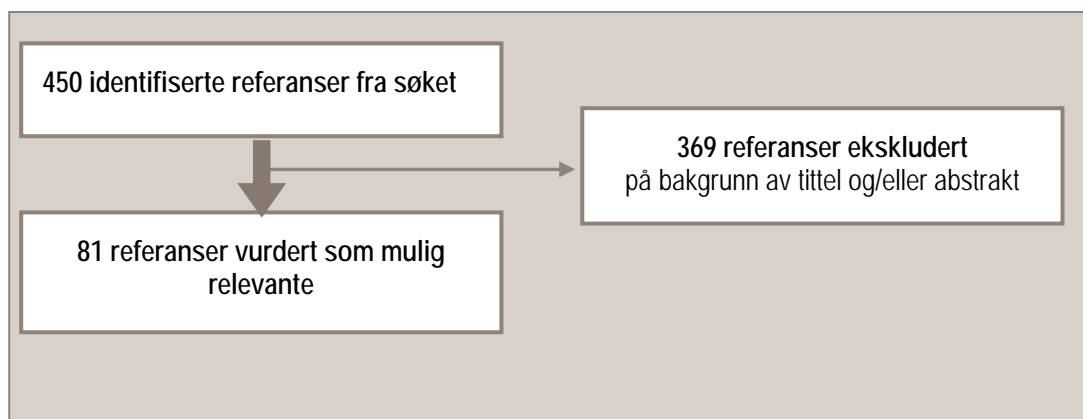 450 identifiserte referanser fra søket
369 referanser ekskludert
på bakgrunn av tittel og/eller abstrakt
81 referanser vurdert som mulig
relevante